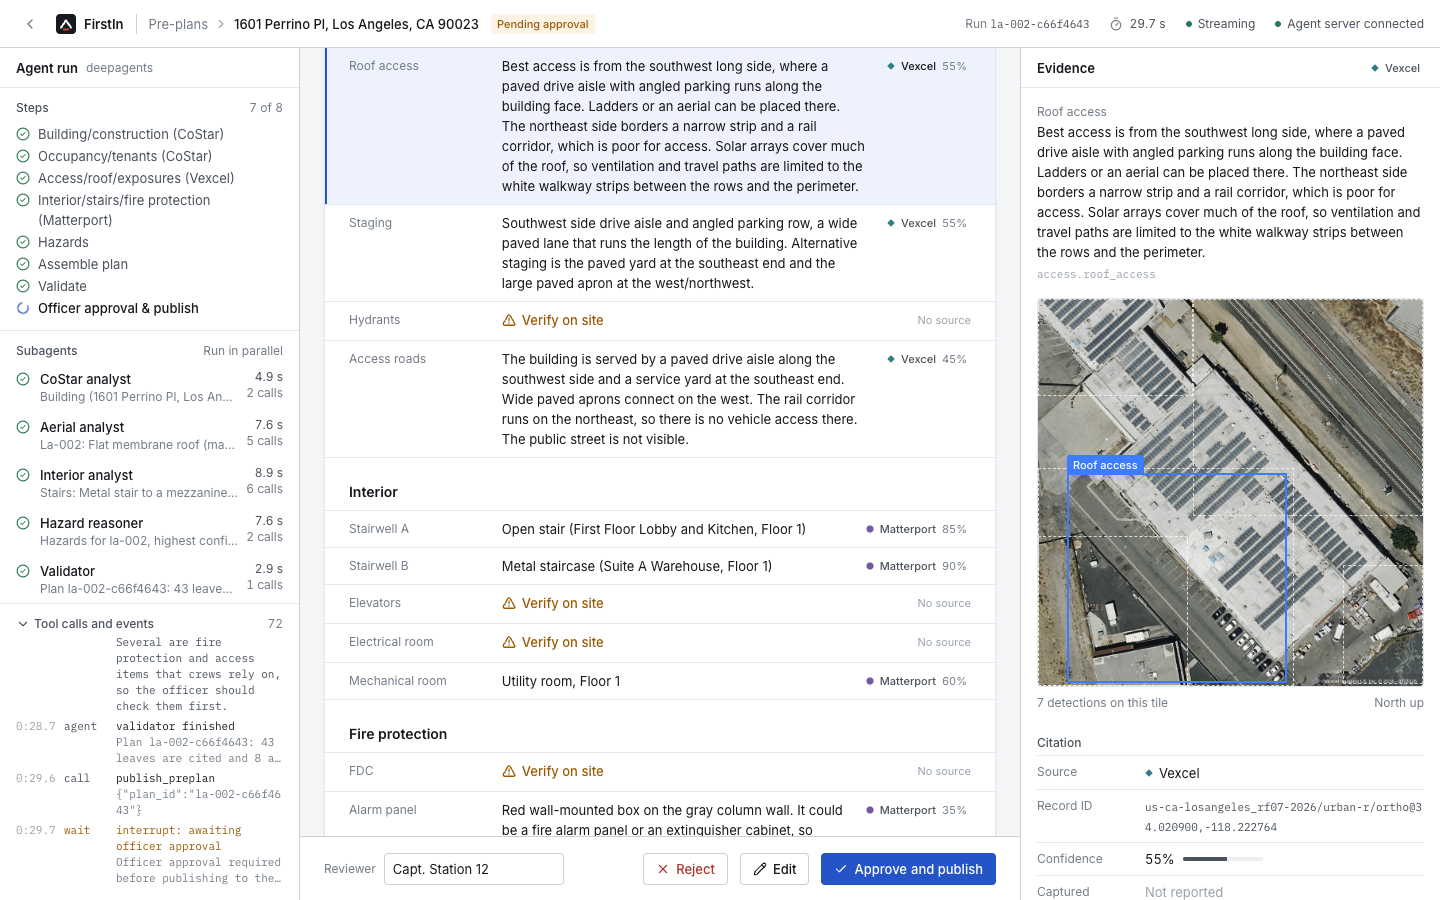 FirstIn
Pre-plans
1601 Perrino Pl, Los Angeles, CA 90023
Pending approval
Run la-002-c66f4643
29.7 s
Streaming
Agent server connected
Agent run deepagents
Steps 7 of 8
Building/construction (CoStar)
Occupancy/tenants (CoStar)
Access/roof/exposures (Vexcel)
Interior/stairs/fire protection
(Matterport)
Hazards
Assemble plan
Validate
Officer approval & publish
Subagents Run in parallel
CoStar analyst 4.9 s
Building (1601 Perrino Pl, Los An... 2 calls
Aerial analyst 7.6 s
La-002: Flat membrane roof (ma... 5 calls
Interior analyst 8.9 s
Stairs: Metal stair to a mezzanine... 6 calls
Hazard reasoner 7.6 s
Hazards for la-002, highest confi... 2 calls
Validator 2.9 s
Plan la-002-c66f4643: 43 leave... 1 calls
Tool calls and events 72
Several are fire
protection and access
items that crews rely on,
so the officer should
check them first.
0:28.7 agent validator finished
Plan la-002-c66f4643: 43
leaves are cited and 8 a…
0:29.6 call publish_preplan
{"plan_id":"la-002-c66f46
43"}
0:29.7 wait interrupt: awaiting
officer approval
Officer approval required
before publishing to the…
Roof access
Best access is from the southwest long side, where a
paved drive aisle with angled parking runs along the
building face. Ladders or an aerial can be placed there.
The northeast side borders a narrow strip and a rail
corridor, which is poor for access. Solar arrays cover much
of the roof, so ventilation and travel paths are limited to the
white walkway strips between the rows and the perimeter.
Vexcel 55%
Staging
Southwest side drive aisle and angled parking row, a wide
paved lane that runs the length of the building. Alternative
staging is the paved yard at the southeast end and the
large paved apron at the west/northwest.
Vexcel 55%
Hydrants Verify on site No source
Access roads
The building is served by a paved drive aisle along the
southwest side and a service yard at the southeast end.
Wide paved aprons connect on the west. The rail corridor
runs on the northeast, so there is no vehicle access there.
The public street is not visible.
Vexcel 45%
Interior
Stairwell A Open stair (First Floor Lobby and Kitchen, Floor 1) Matterport 85%
Stairwell B Metal staircase (Suite A Warehouse, Floor 1) Matterport 90%
Elevators Verify on site No source
Electrical room Verify on site No source
Mechanical room Utility room, Floor 1 Matterport 60%
Fire protection
FDC Verify on site No source
Alarm panel Red wall-mounted box on the gray column wall. It could Matterport 35%
be a fire alarm panel or an extinguisher cabinet, so
Reviewer Capt. Station 12
Reject
Edit
Approve and publish
Evidence Vexcel
Roof access
Best access is from the southwest long side, where a paved
drive aisle with angled parking runs along the building face.
Ladders or an aerial can be placed there. The northeast side
borders a narrow strip and a rail corridor, which is poor for
access. Solar arrays cover much of the roof, so ventilation and
travel paths are limited to the white walkway strips between
the rows and the perimeter.
access.roof_access
Roof access
7 detections on this tile North up
Citation
Source Vexcel
Record ID us-ca-losangeles_rf07-2026/urban-r/ortho@3
4.020900,-118.222764
Confidence 55%
Captured Not reported